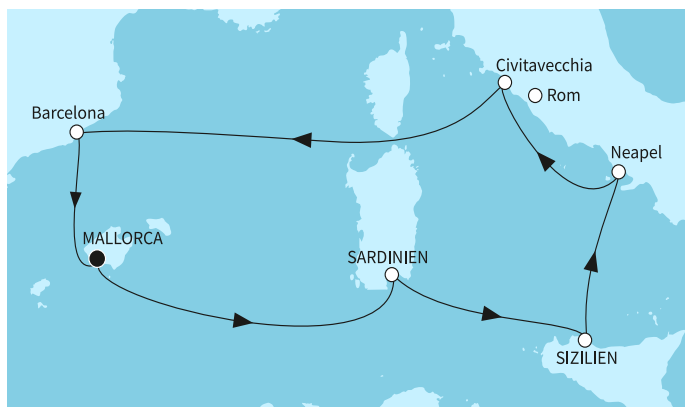 Civitavecchia
Rom
Barcelona
Neapel
MALLORCA
SARDINIEN
SIZILIEN